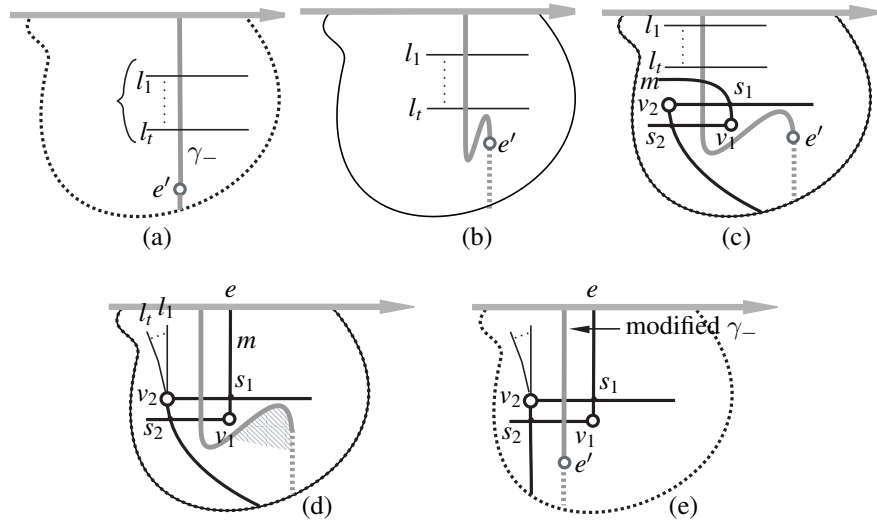 l₁
lₜ
γ₋
e′
(a)
l₁
lₜ
e′
(b)
l₁
lₜ
m
s₁
v₂
s₂
v₁
e′
(c)
e
lₜ l₁
m
v₂
s₁
s₂
v₁
(d)
e
modified γ₋
v₂
s₁
s₂
v₁
e′
(e)